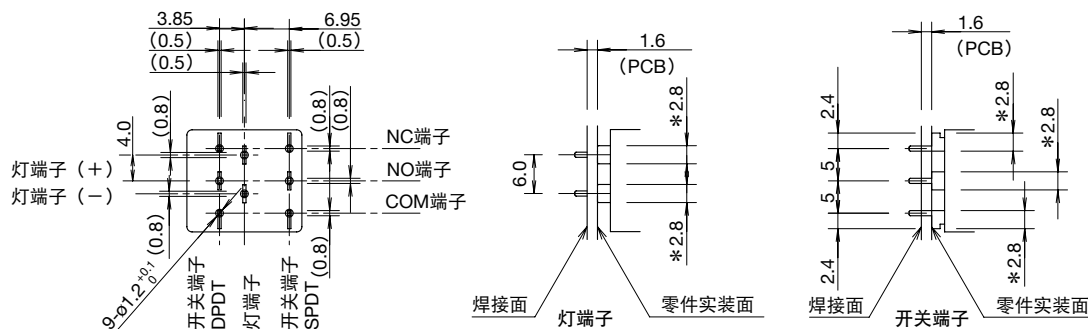 3.85
6.95
(0.5)
(0.5)
(0.5)
4.0
(0.8)
(0.8)
(0.8)
NC端子
灯端子（+）
NO端子
灯端子（−）
COM端子
(0.8)
(0.8)
9-ø1.2 +0.1 0
开关端子
DPDT
灯端子
开关端子
SPDT
1.6
(PCB)
*2.8
6.0
*2.8
焊接面
灯端子
零件实装面
1.6
(PCB)
2.4
*2.8
*2.8
5
5
2.4
*2.8
焊接面
开关端子
零件实装面